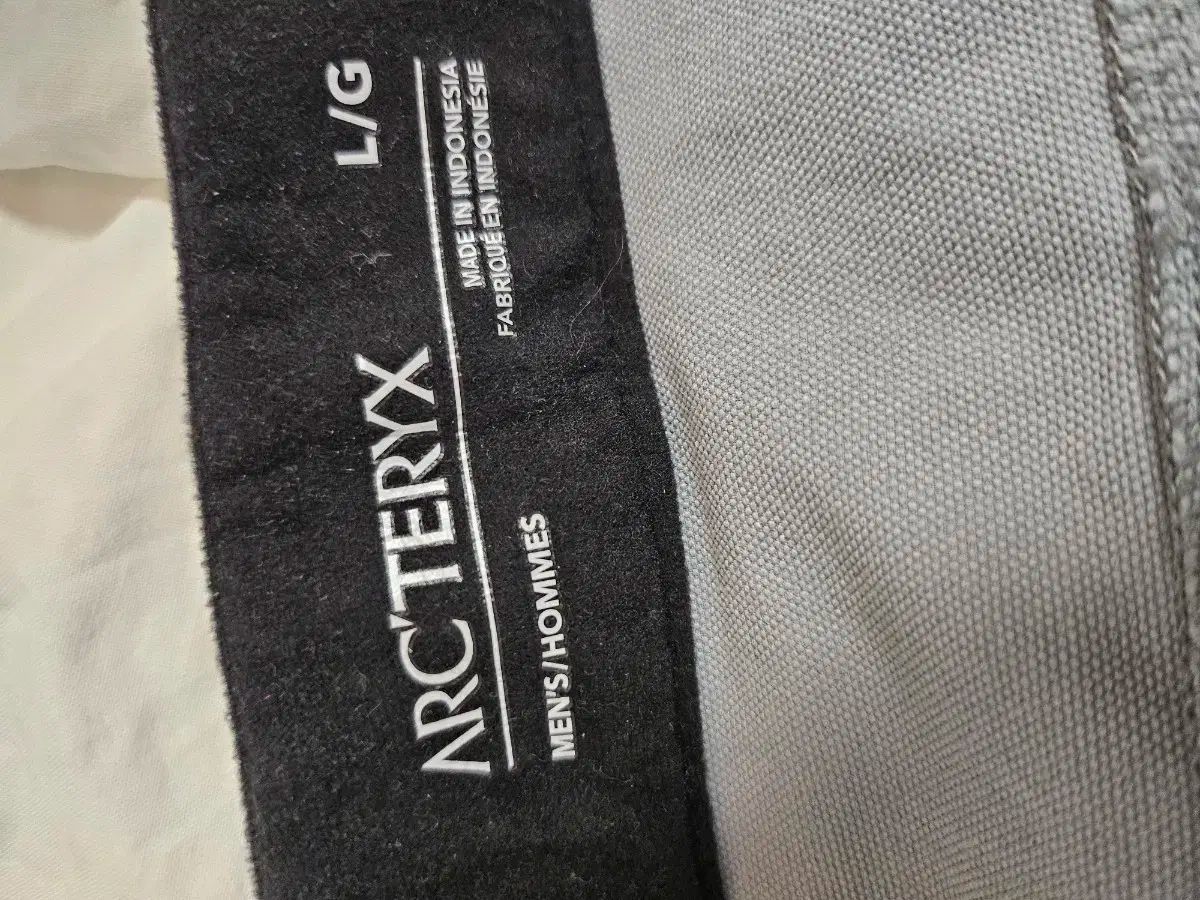 ARC'TERYX L/G
MEN'S/HOMMES MADE IN INDONESIA
FABRIQUÉ EN INDONÉSIE